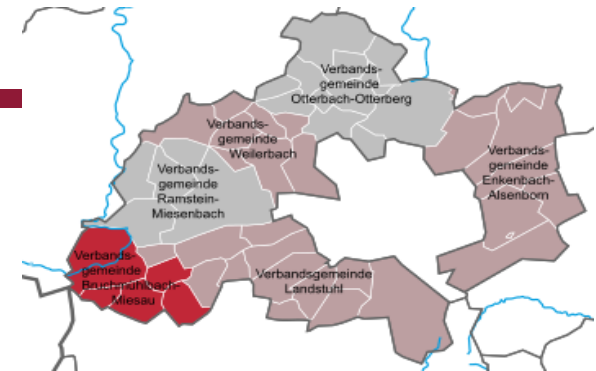 Verbands-
gemeinde
Otterbach-Otterberg
Verbands-
gemeinde
Weilerbach
Verbands-
gemeinde
Enkenbach-
Alsenborn
Verbands-
gemeinde
Ramstein-
Miesenbach
Verbands-
gemeinde
Bruchmühlbach-
Miesau
Verbandsgemeinde
Landstuhl